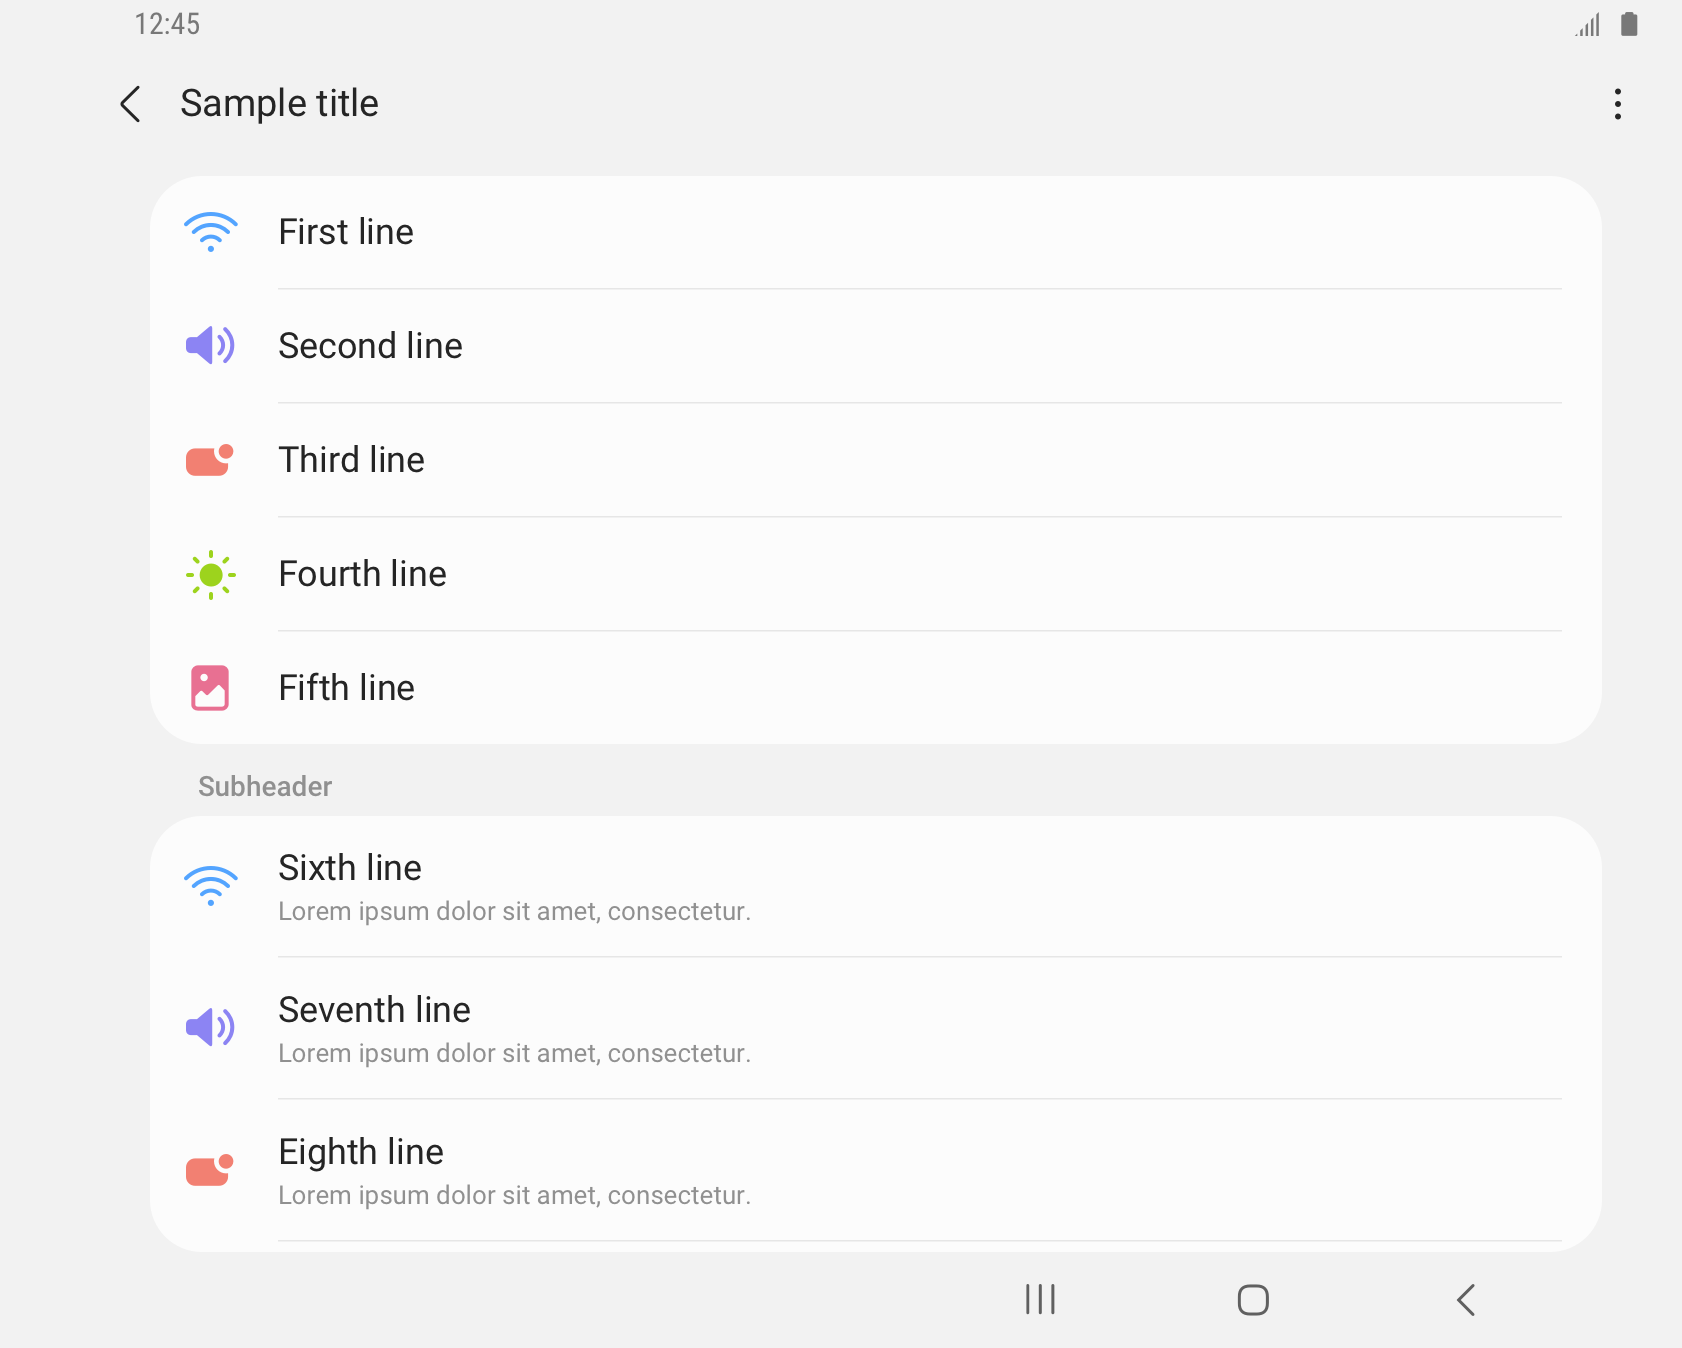 12:45
Sample title
First line
Second line
Third line
Fourth line
Fifth line
Subheader
Sixth line
Lorem ipsum dolor sit amet, consectetur.
Seventh line
Lorem ipsum dolor sit amet, consectetur.
Eighth line
Lorem ipsum dolor sit amet, consectetur.